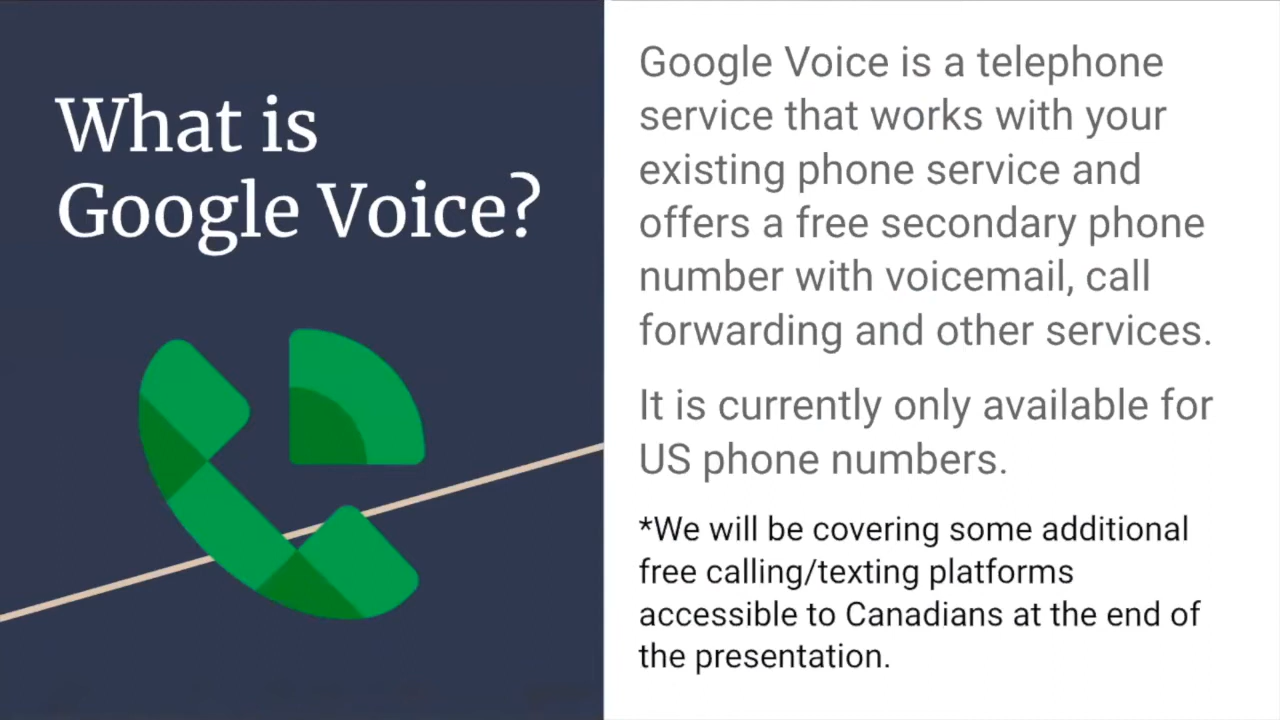 What is
Google Voice?
Google Voice is a telephone
service that works with your
existing phone service and
offers a free secondary phone
number with voicemail, call
forwarding and other services.
It is currently only available for
US phone numbers.
*We will be covering some additional
free calling/texting platforms
accessible to Canadians at the end of
the presentation.